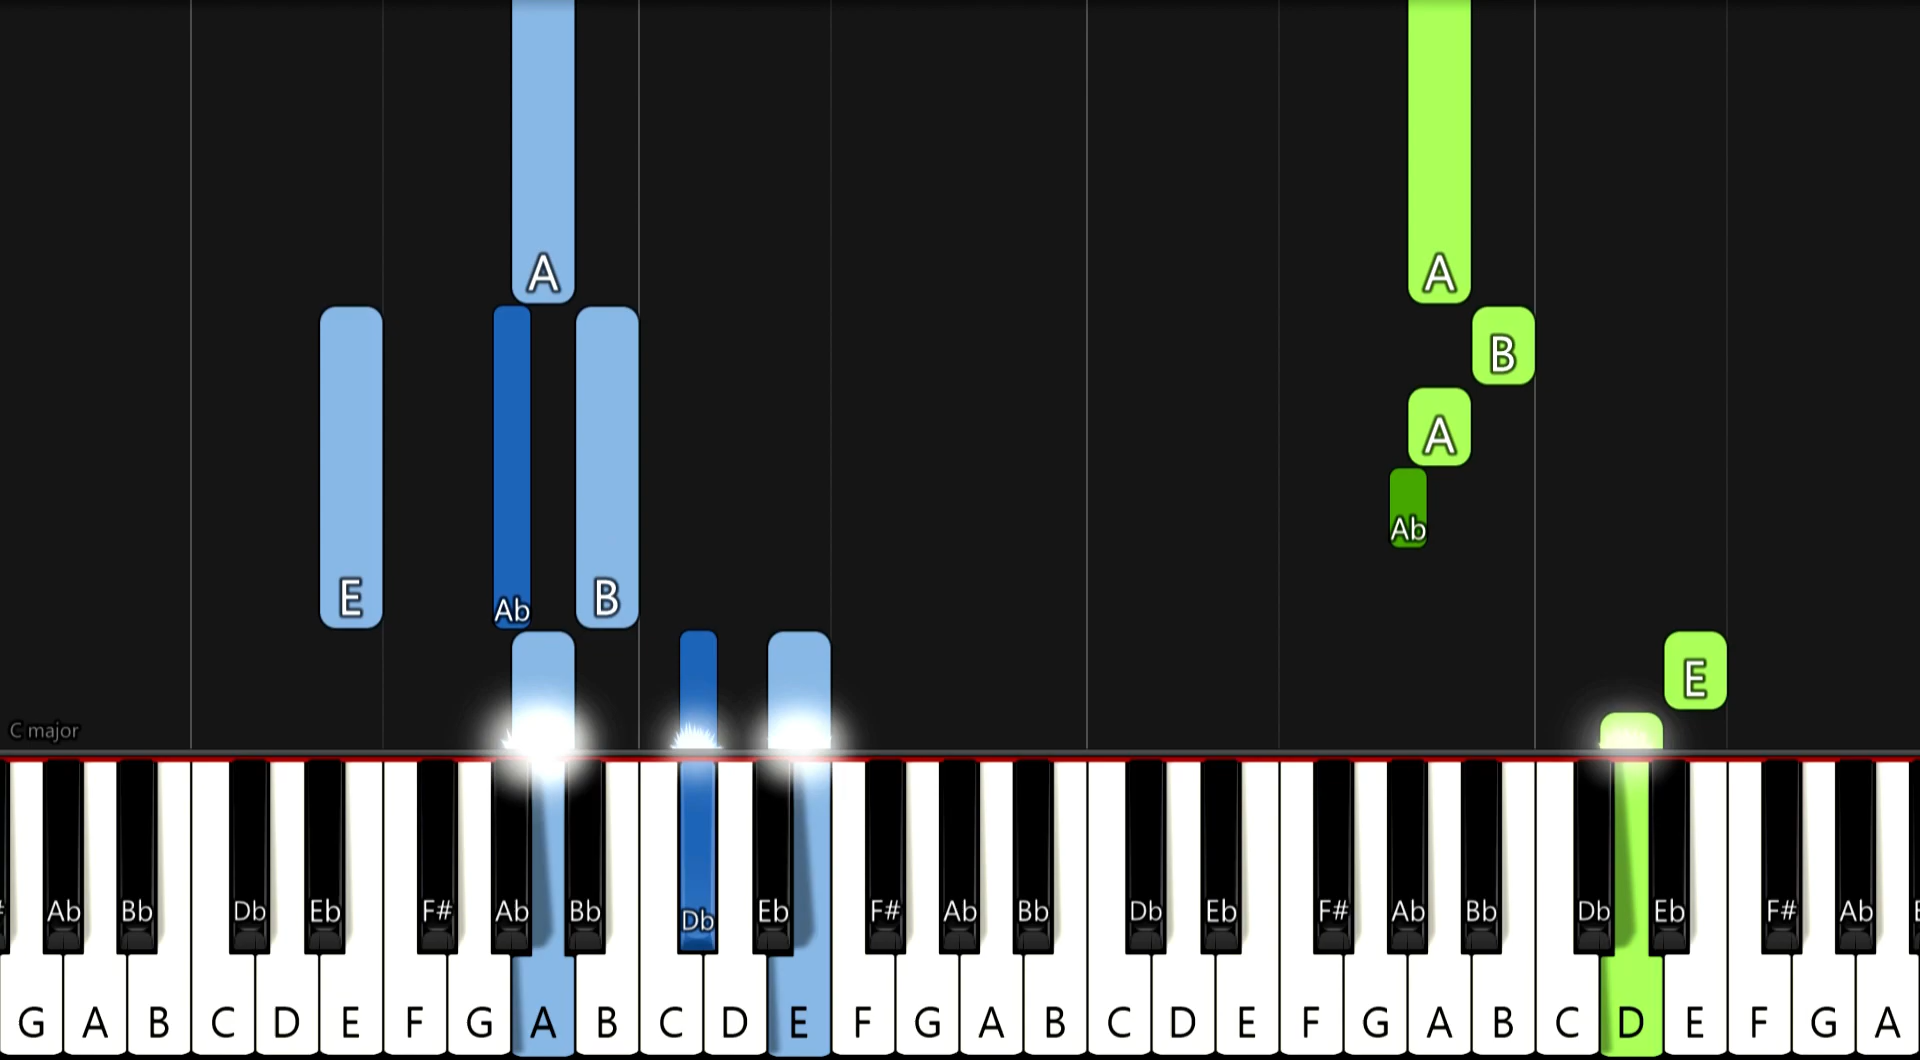 A A
B
A
Ab
E Ab B
E
C major
# Ab Bb Db Eb F# Ab Bb Db Eb F# Ab Bb Db Eb F# Ab Bb Db Eb F# Ab
G A B C D E F G A B C D E F G A B C D E F G A B C D E F G A